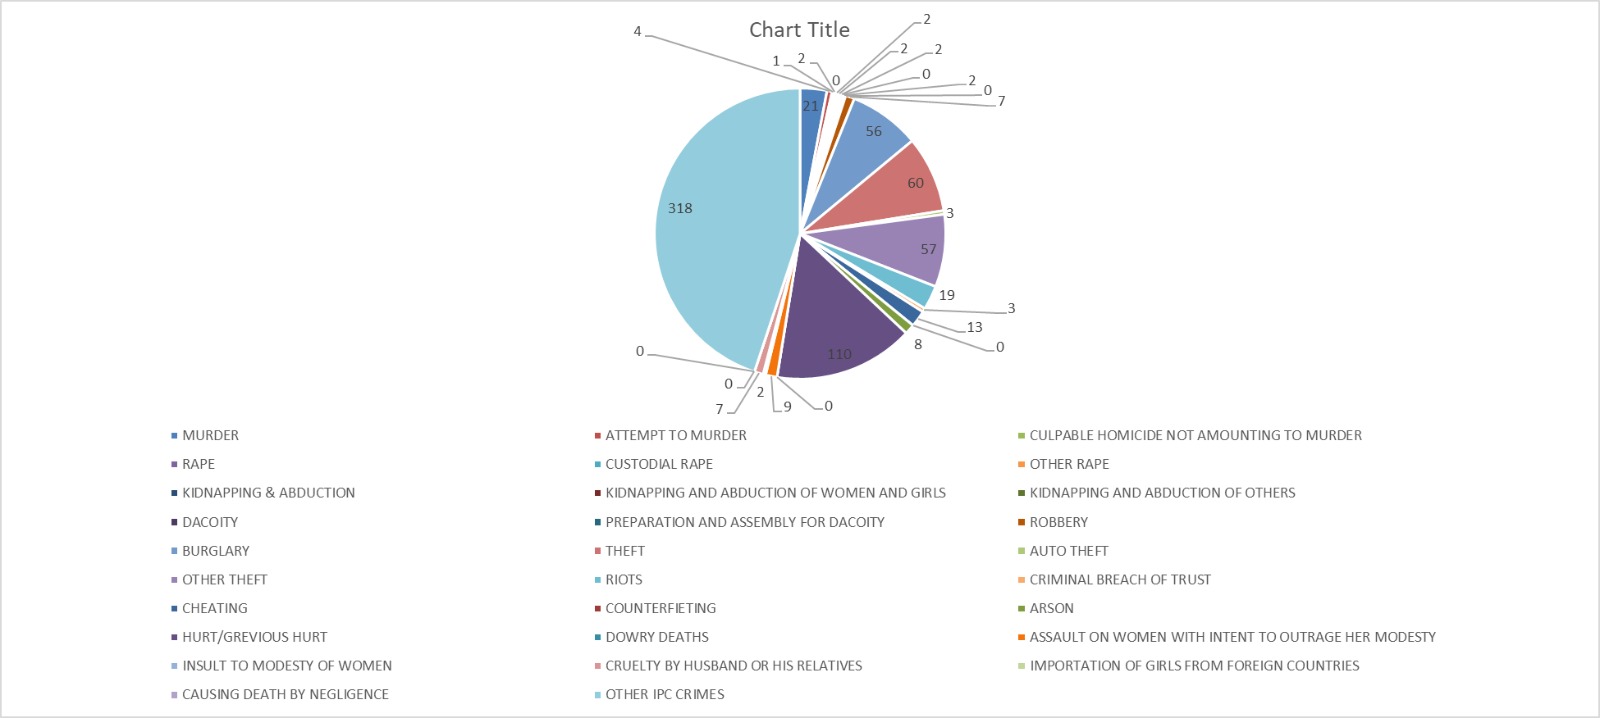 Chart Title
4
1
2
0
2
2
2
0
2
0
7
21
56
60
3
57
19
3
13
0
8
110
0
9
2
7
0
0
318
MURDER
ATTEMPT TO MURDER
CULPABLE HOMICIDE NOT AMOUNTING TO MURDER
RAPE
CUSTODIAL RAPE
OTHER RAPE
KIDNAPPING & ABDUCTION
KIDNAPPING AND ABDUCTION OF WOMEN AND GIRLS
KIDNAPPING AND ABDUCTION OF OTHERS
DACOITY
PREPARATION AND ASSEMBLY FOR DACOITY
ROBBERY
BURGLARY
THEFT
AUTO THEFT
OTHER THEFT
RIOTS
CRIMINAL BREACH OF TRUST
CHEATING
COUNTERFIETING
ARSON
HURT/GREVIOUS HURT
DOWRY DEATHS
ASSAULT ON WOMEN WITH INTENT TO OUTRAGE HER MODESTY
INSULT TO MODESTY OF WOMEN
CRUELTY BY HUSBAND OR HIS RELATIVES
IMPORTATION OF GIRLS FROM FOREIGN COUNTRIES
CAUSING DEATH BY NEGLIGENCE
OTHER IPC CRIMES